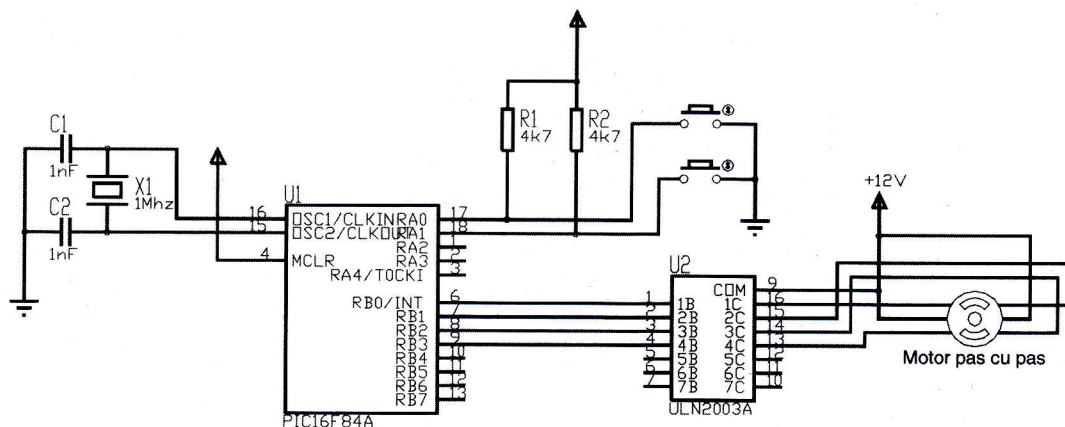 C1
1nF
X1
1Mhz
C2
1nF
R1
4k7
R2
4k7
U1
16
15
4
OSC1/CLKIN
OSC2/CLKOUT
MCLR
RA0
RA1
RA2
RA3
RA4/T0CKI
RB0/INT
RB1
RB2
RB3
RB4
RB5
RB6
RB7
17
18
1
2
3
6
7
8
9
10
11
12
13
PIC16F84A
U2
1
2
3
4
5
6
7
1B
2B
3B
4B
5B
6B
7B
COM
1C
2C
3C
4C
5C
6C
7C
9
16
15
14
13
12
11
10
ULN2003A
+12V
Motor pas cu pas